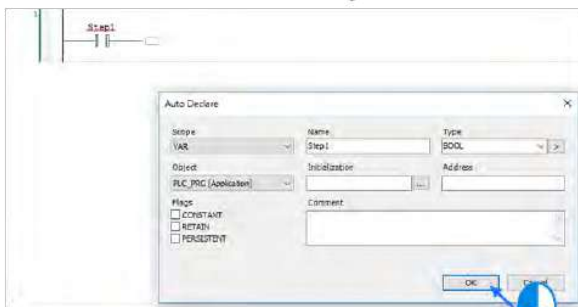 1
Step1
Auto Declare
Scope
Name
Type
VAR
Step1
BOOL
>
Object
Initialization
Address
PLC_PRG [Application]
...
Flags
Comment
CONSTANT
RETAIN
PERSISTENT
OK
Cancel